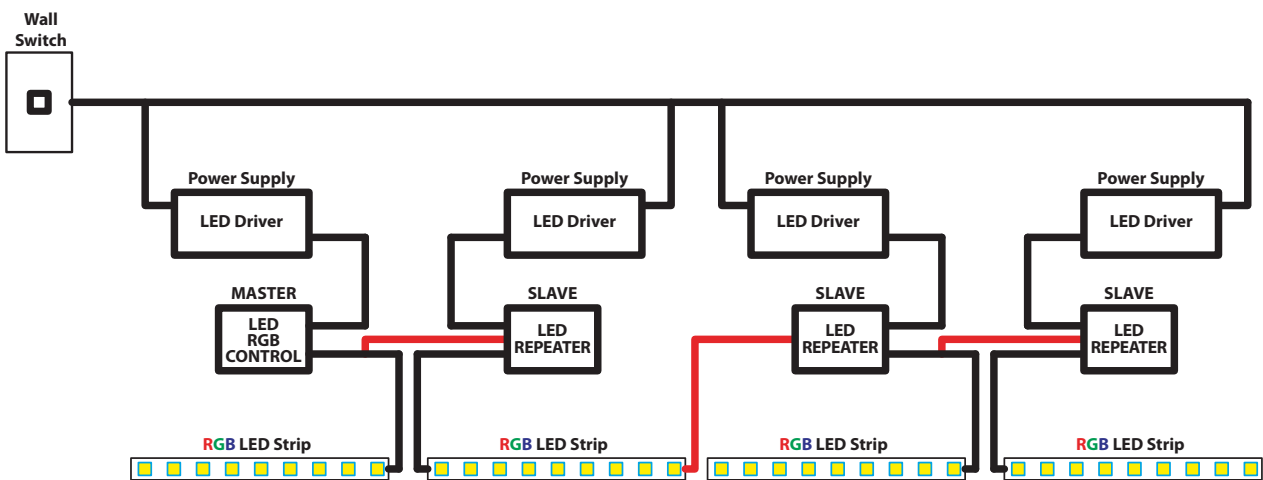 Wall
Switch
Power Supply
Power Supply
Power Supply
Power Supply
LED Driver
LED Driver
LED Driver
LED Driver
MASTER
SLAVE
SLAVE
SLAVE
LED
RGB
CONTROL
LED
REPEATER
LED
REPEATER
LED
REPEATER
RGB LED Strip
RGB LED Strip
RGB LED Strip
RGB LED Strip